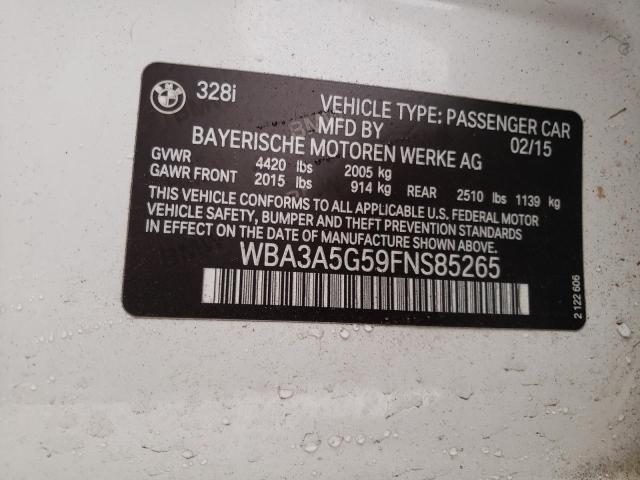 BMW 328i
VEHICLE TYPE: PASSENGER CAR
MFD BY 02/15
BAYERISCHE MOTOREN WERKE AG
GVWR 4420 lbs 2005 kg
GAWR FRONT 2015 lbs 914 kg REAR 2510 lbs 1139 kg
THIS VEHICLE CONFORMS TO ALL APPLICABLE U.S. FEDERAL MOTOR
VEHICLE SAFETY, BUMPER AND THEFT PREVENTION STANDARDS
IN EFFECT ON THE DATE OF MANUFACTURE SHOWN ABOVE.
WBA3A5G59FNS85265
2 122 606